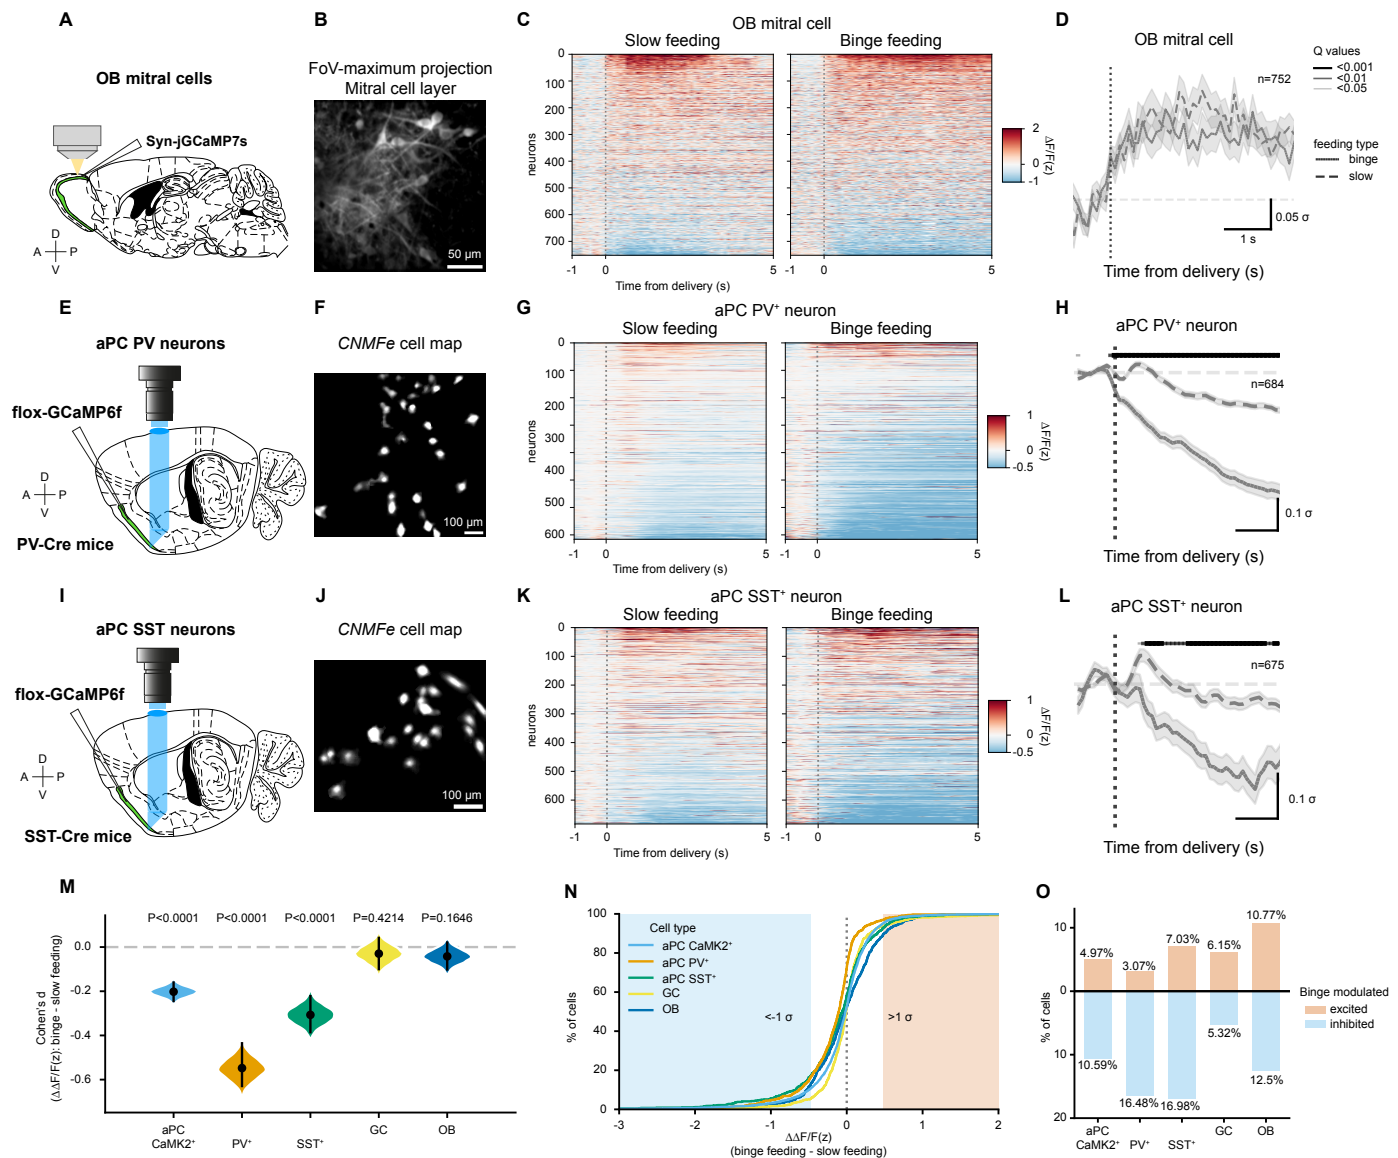 A
OB mitral cells
Syn-jGCaMP7s
D
A
P
V
B
FoV-maximum projection
Mitral cell layer
50 µm
C
OB mitral cell
Slow feeding
Binge feeding
neurons
0
100
200
300
400
500
600
700
-1
0
5
-1
0
5
Time from delivery (s)
2
0
-1
ΔF/F(z)
D
OB mitral cell
n=752
Q values
<0.001
<0.01
<0.05
feeding type
binge
slow
0.05 σ
1 s
Time from delivery (s)
E
aPC PV neurons
flox-GCaMP6f
D
A
P
V
PV-Cre mice
F
CNMFe cell map
100 µm
G
aPC PV⁺ neuron
Slow feeding
Binge feeding
neurons
0
100
200
300
400
500
600
-1
0
5
-1
0
5
Time from delivery (s)
1
0
-0.5
ΔF/F(z)
H
aPC PV⁺ neuron
n=684
0.1 σ
Time from delivery (s)
I
aPC SST neurons
flox-GCaMP6f
D
A
P
V
SST-Cre mice
J
CNMFe cell map
100 µm
K
aPC SST⁺ neuron
Slow feeding
Binge feeding
neurons
0
100
200
300
400
500
600
-1
0
5
-1
0
5
Time from delivery (s)
1
0
-0.5
ΔF/F(z)
L
aPC SST⁺ neuron
n=675
0.1 σ
Time from delivery (s)
M
P<0.0001
P<0.0001
P<0.0001
P=0.4214
P=0.1646
Cohen's d
(ΔΔF/F(z): binge - slow feeding)
0.0
-0.2
-0.4
-0.6
aPC
CaMK2⁺
PV⁺
SST⁺
GC
OB
N
% of cells
100
80
60
40
20
0
Cell type
aPC CaMK2⁺
aPC PV⁺
aPC SST⁺
GC
OB
<-1 σ
>1 σ
-3
-2
-1
0
1
2
ΔΔF/F(z)
(binge feeding - slow feeding)
O
% of cells
10
0
10
20
4.97%
3.07%
7.03%
6.15%
10.77%
10.59%
16.48%
16.98%
5.32%
12.5%
Binge modulated
excited
inhibited
aPC
CaMK2⁺
PV⁺
SST⁺
GC
OB